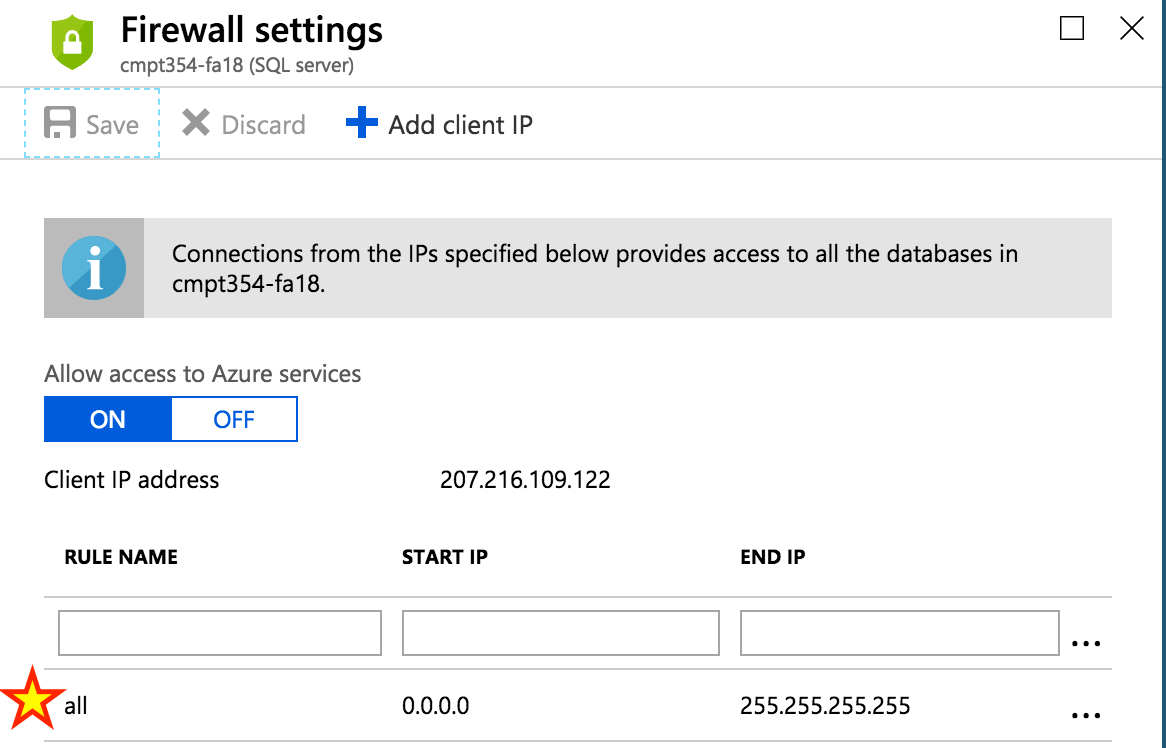 Firewall settings
cmpt354-fa18 (SQL server)
Save Discard Add client IP
Connections from the IPs specified below provides access to all the databases in
cmpt354-fa18.
Allow access to Azure services
ON OFF
Client IP address 207.216.109.122
RULE NAME START IP END IP
...
all 0.0.0.0 255.255.255.255 ...